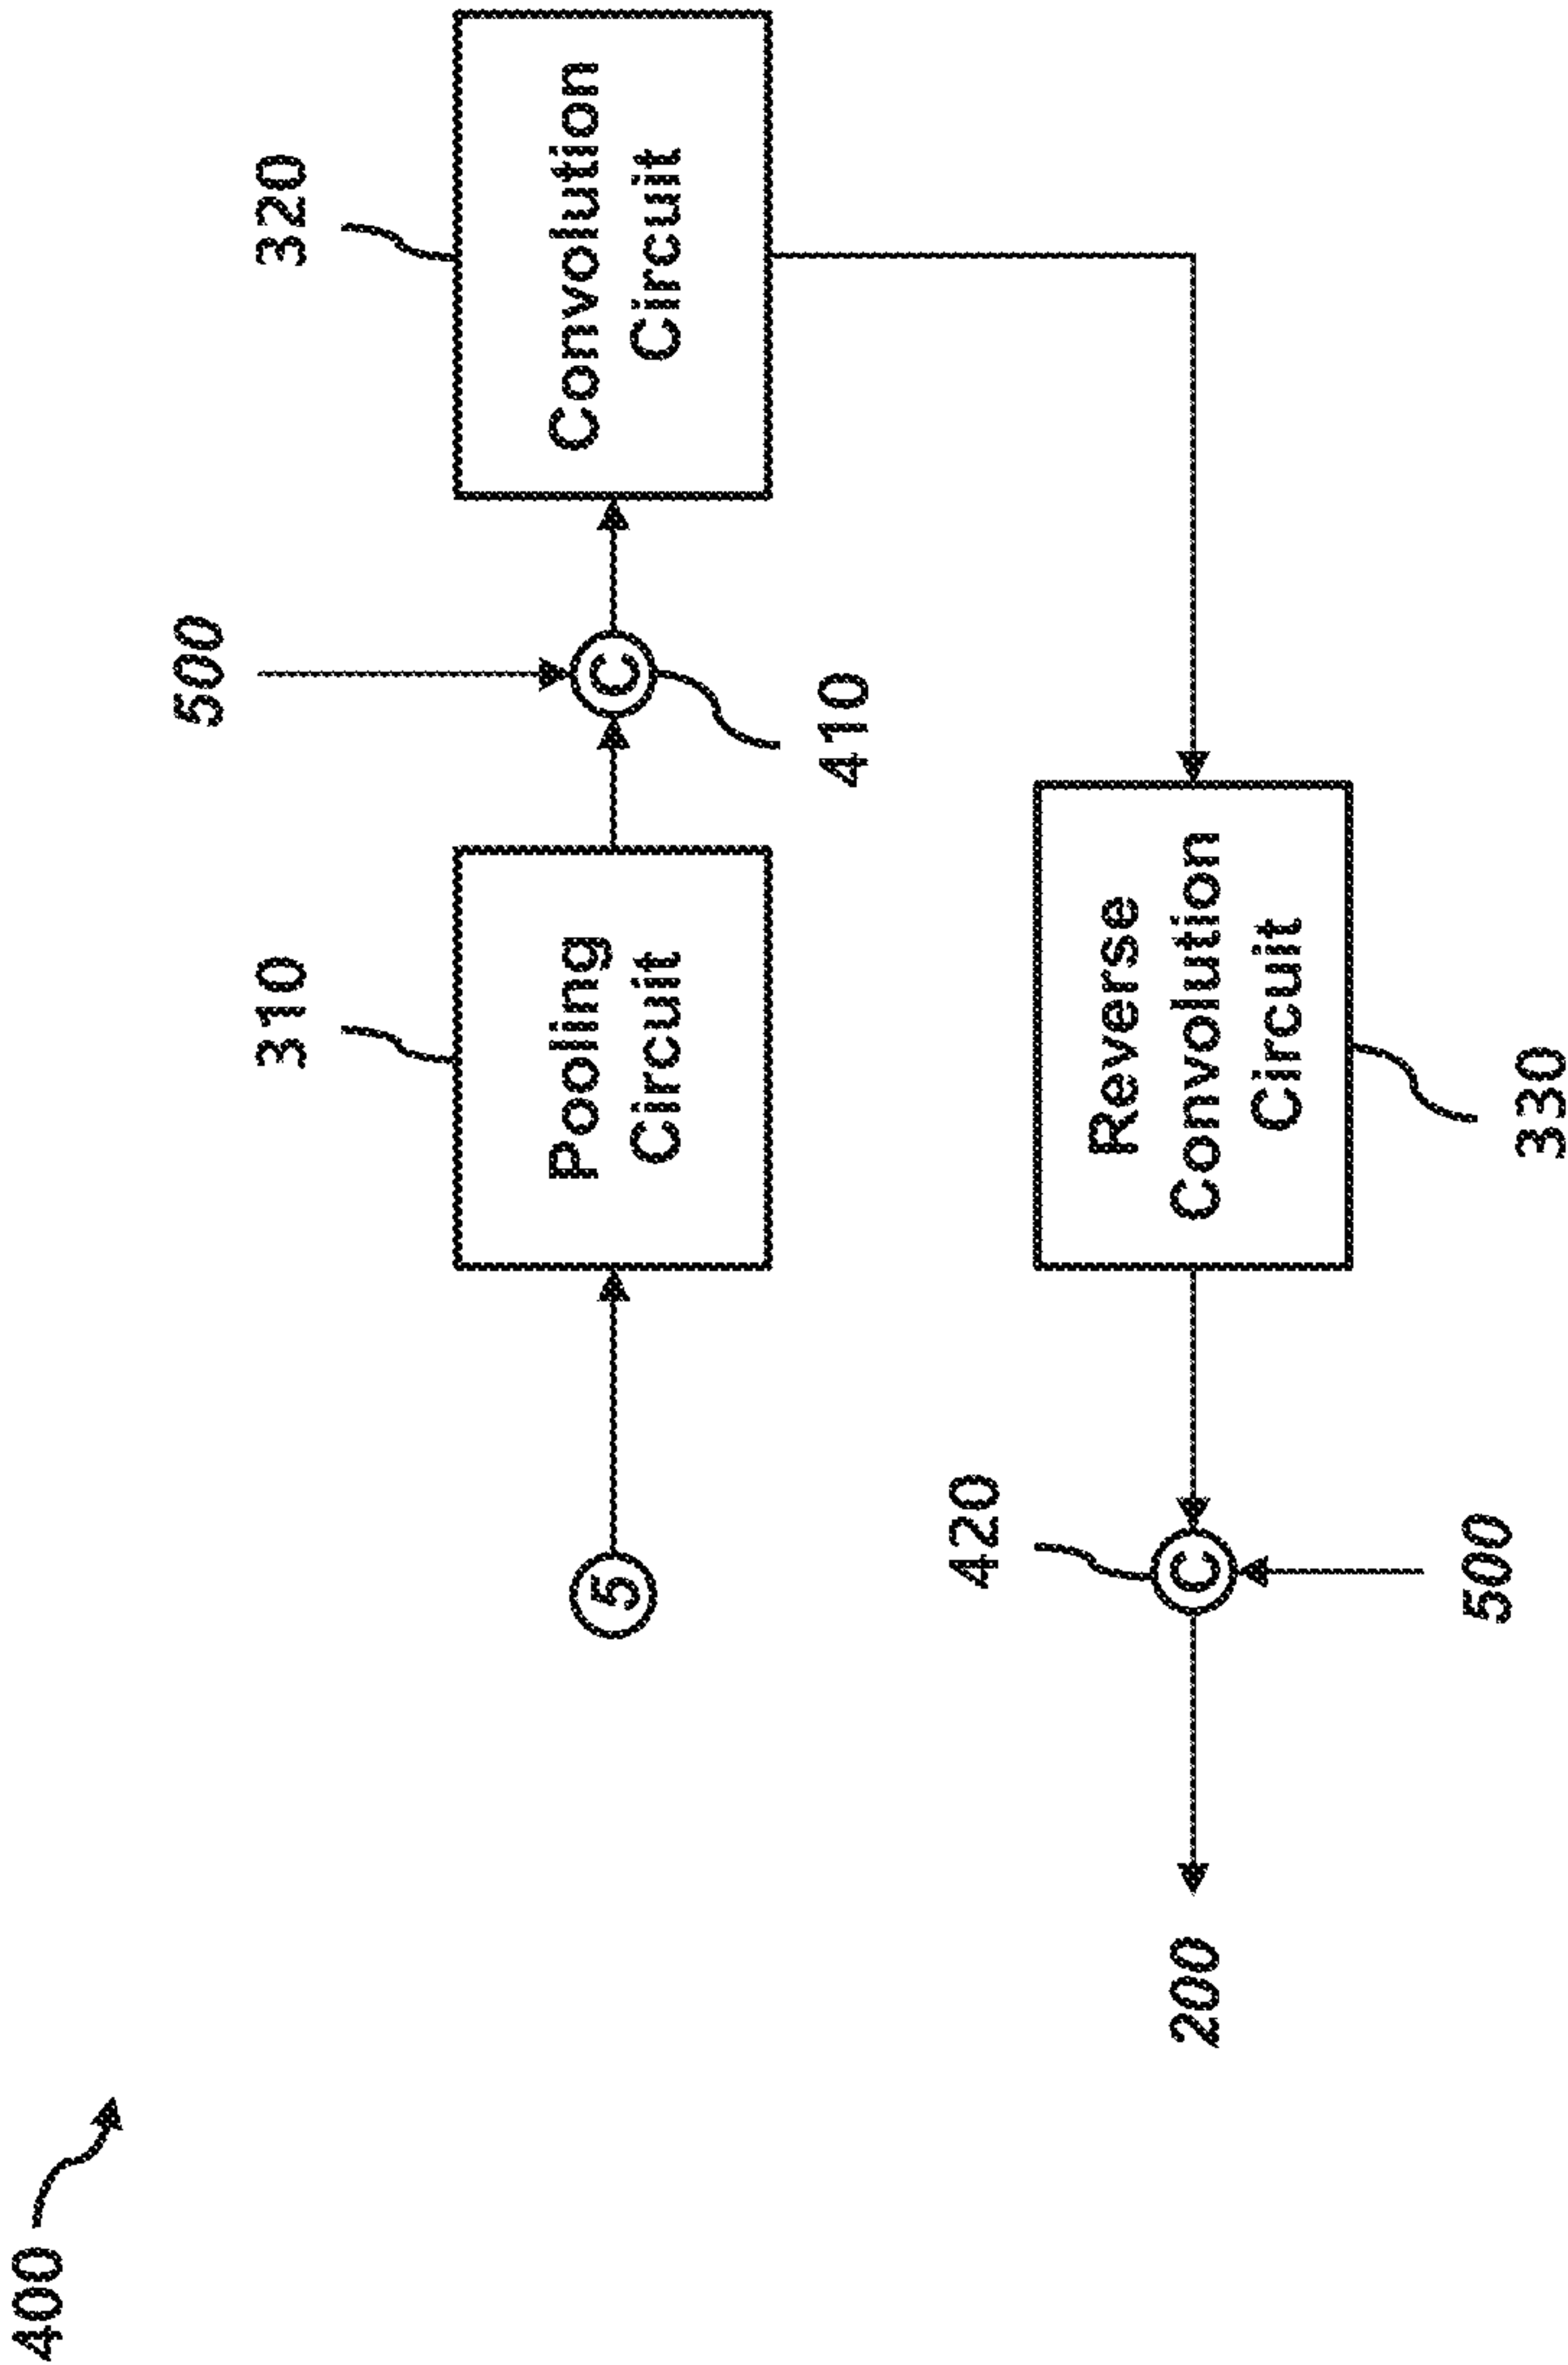 400
500
310
320
Pooling
Circuit
C
Convolution
Circuit
5
410
420
Reverse
Convolution
Circuit
200
C
500
330